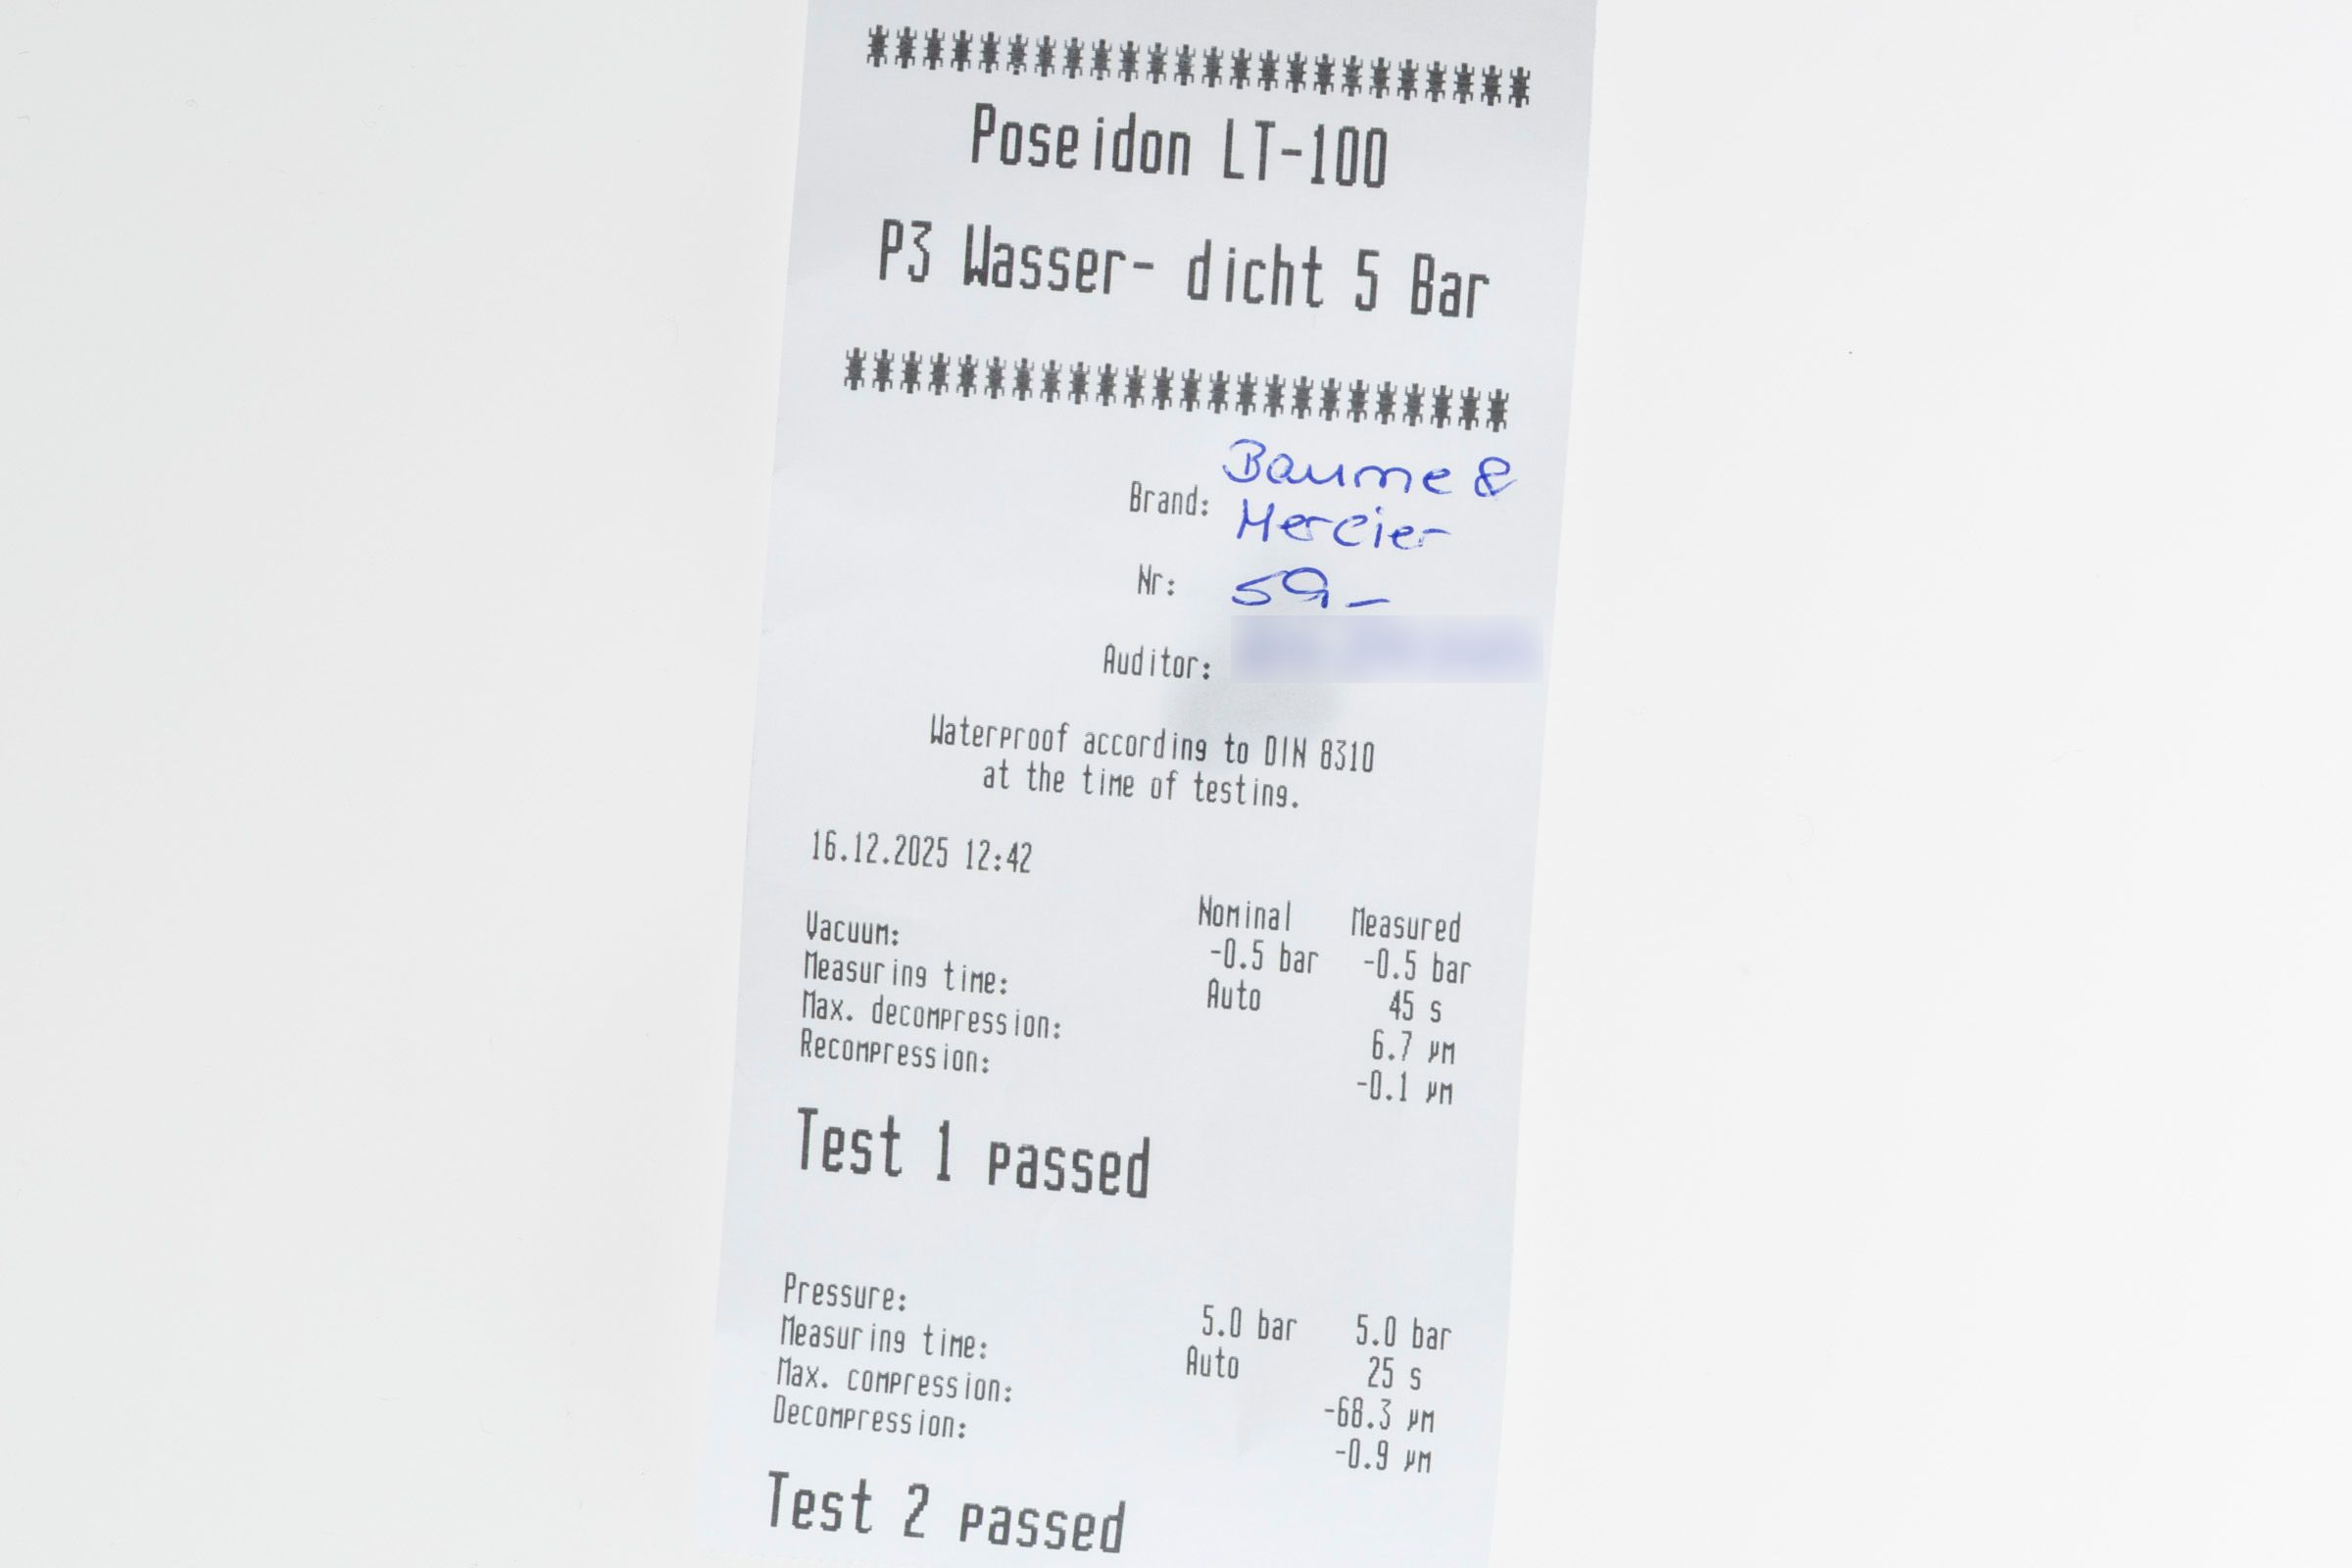 ************************
Poseidon LT-100
P3 Wasser- dicht 5 Bar
************************
Brand: Baume &
Mercier
Nr: 59,-
Auditor:
Waterproof according to DIN 8310
at the time of testing.
16.12.2025 12:42
Nominal Measured
Vacuum: -0.5 bar -0.5 bar
Measuring time: Auto 45 s
Max. decompression: 6.7 µm
Recompression: -0.1 µm
Test 1 passed
Pressure: 5.0 bar 5.0 bar
Measuring time: Auto 25 s
Max. compression: -68.3 µm
Decompression: -0.9 µm
Test 2 passed